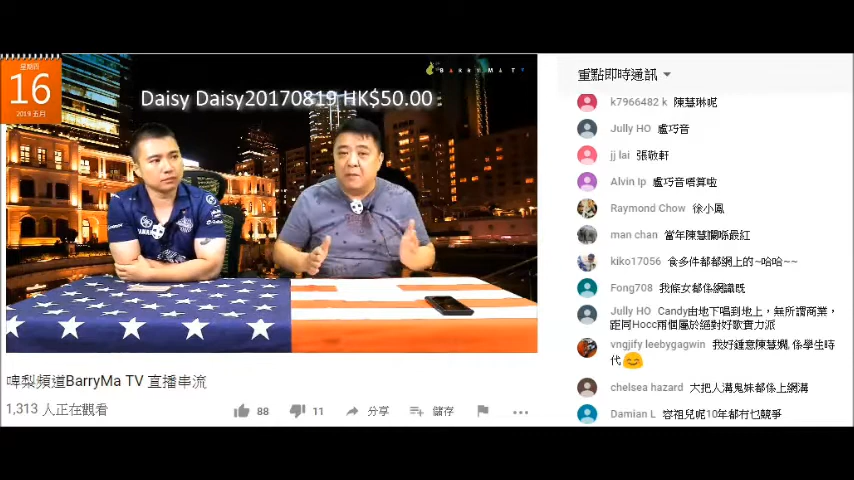 星期四
16
2019 五月
Daisy Daisy20170819 HK$50.00
BARRYMA TV
YAMAHA
啤梨頻道BarryMa TV 直播串流
1,313 人正在觀看
88
11
分享
儲存
重點即時通訊
k7966482 k 陳慧琳呢
Jully HO 盧巧音
jj lai 張敬軒
Alvin Ip 盧巧音唔算啦
Raymond Chow 徐小鳳
man chan 當年陳慧嫻喺最紅
kiko17056 食多件都都網上的~哈哈~~
Fong708 我條女都係網識既
Jully HO Candy由地下唱到地上，無所謂商業，
距同Hocc兩個屬於絕對好歌實力派
vngjify leebygagwin 我好鍾意陳慧嫻, 係學生時
代
chelsea hazard 大把人溝鬼妹都係上網溝
Damian L 容祖兒呢10年都冇乜競爭